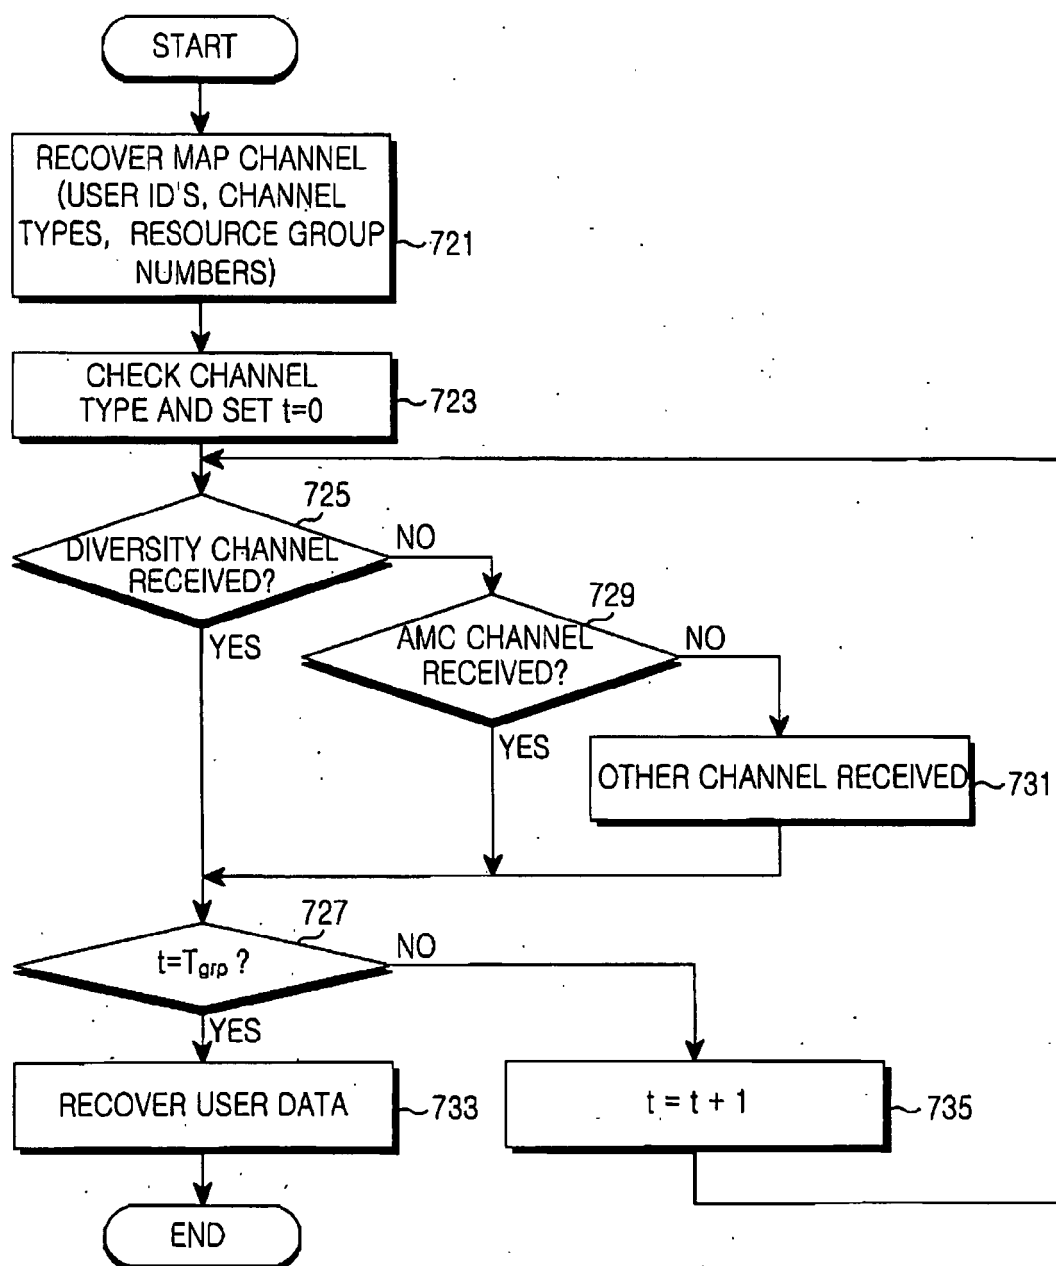 START
RECOVER MAP CHANNEL
(USER ID'S, CHANNEL
TYPES, RESOURCE GROUP
NUMBERS)
721
CHECK CHANNEL
TYPE AND SET t=0
723
725
DIVERSITY CHANNEL
RECEIVED?
NO
YES
729
AMC CHANNEL
RECEIVED?
NO
YES
OTHER CHANNEL RECEIVED
731
727
t=Tgrp ?
NO
YES
RECOVER USER DATA
733
t = t + 1
735
END